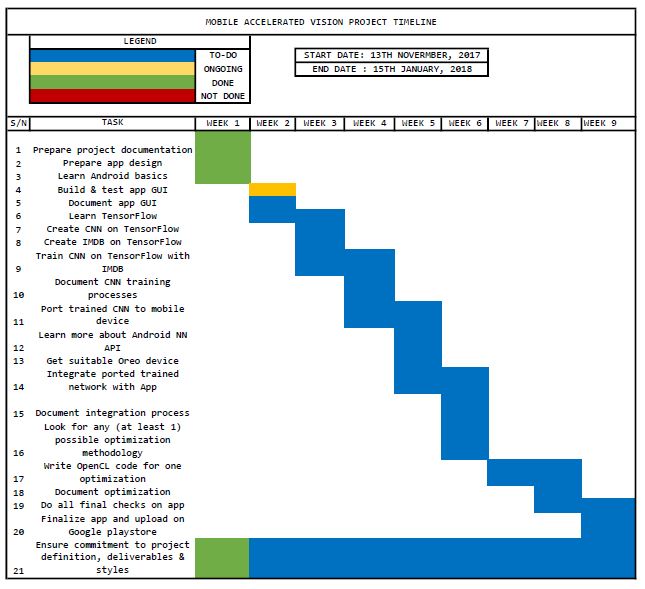 MOBILE ACCELERATED VISION PROJECT TIMELINE
LEGEND
TO-DO
ONGOING
DONE
NOT DONE
START DATE: 13TH NOVERMBER, 2017
END DATE : 15TH JANUARY, 2018
S/N TASK WEEK 1 WEEK 2 WEEK 3 WEEK 4 WEEK 5 WEEK 6 WEEK 7 WEEK 8 WEEK 9
1 Prepare project documentation
2 Prepare app design
3 Learn Android basics
4 Build & test app GUI
5 Document app GUI
6 Learn TensorFlow
7 Create CNN on TensorFlow
8 Create IMDB on TensorFlow
Train CNN on TensorFlow with
9 IMDB
Document CNN training
10 processes
Port trained CNN to mobile
11 device
Learn more about Android NN
12 API
13 Get suitable Oreo device
Integrate ported trained
14 network with App
15 Document integration process
Look for any (at least 1)
possible optimization
16 methodology
Write OpenCL code for one
17 optimization
18 Document optimization
19 Do all final checks on app
Finalize app and upload on
20 Google playstore
Ensure commitment to project
definition, deliverables &
21 styles